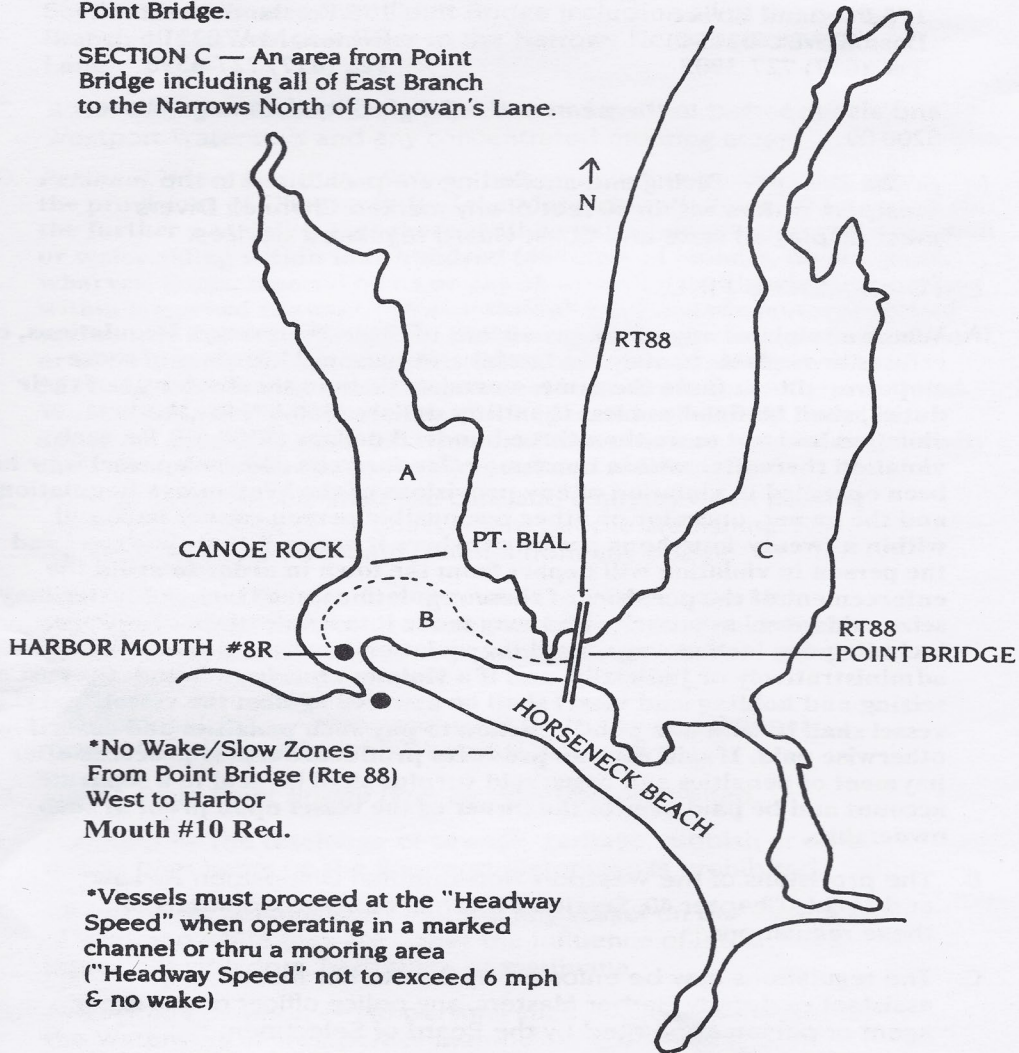 Point Bridge.
SECTION C — An area from Point
Bridge including all of East Branch
to the Narrows North of Donovan's Lane.
N
RT88
A
CANOE ROCK
PT. BIAL
C
B
HARBOR MOUTH #8R
RT88
POINT BRIDGE
HORSENECK BEACH
*No Wake/Slow Zones — — — — —
From Point Bridge (Rte 88)
West to Harbor
Mouth #10 Red.
*Vessels must proceed at the "Headway
Speed" when operating in a marked
channel or thru a mooring area
("Headway Speed" not to exceed 6 mph
& no wake)